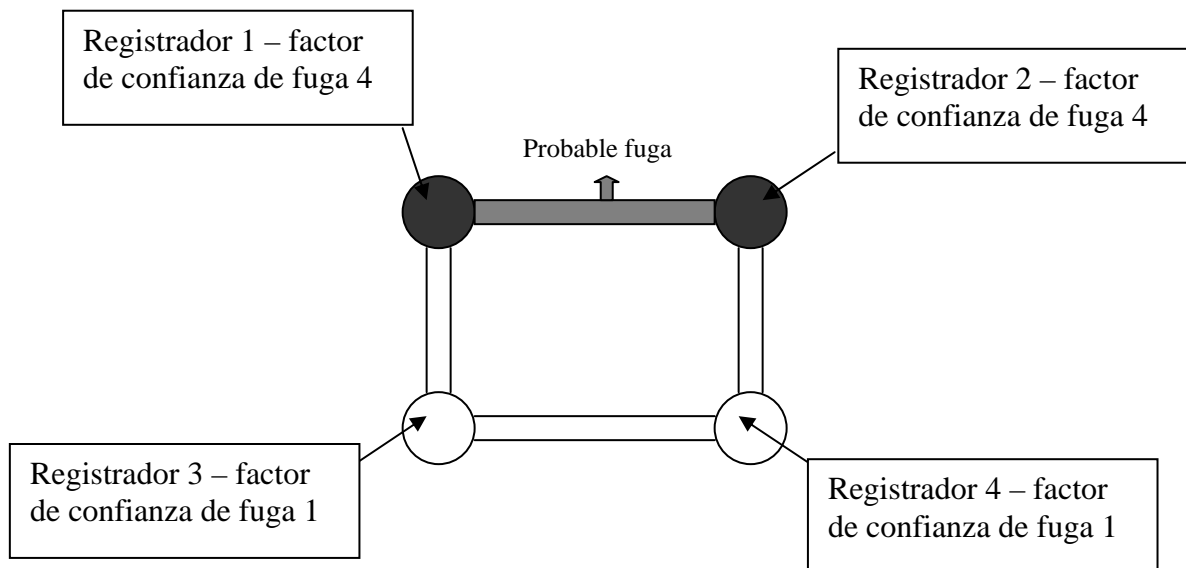 Registrador 1 – factor
de confianza de fuga 4
Registrador 2 – factor
de confianza de fuga 4
Probable fuga
Registrador 3 – factor
de confianza de fuga 1
Registrador 4 – factor
de confianza de fuga 1